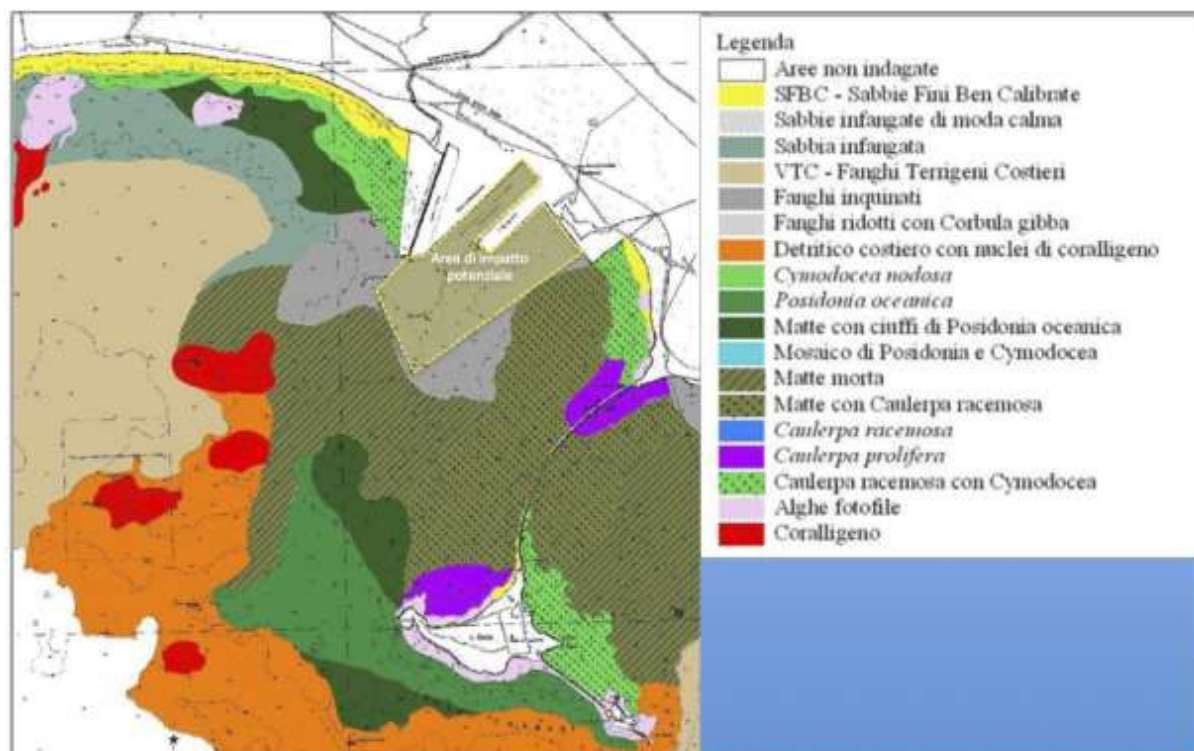 Area di impatto
potenziale
Legenda
Aree non indagate
SFBC - Sabbie Fini Ben Calibrate
Sabbie infangate di moda calma
Sabbia infangata
VTC - Fanghi Terrigeni Costieri
Fanghi inquinati
Fanghi ridotti con Corbula gibba
Detritico costiero con nuclei di coralligeno
Cymodocea nodosa
Posidonia oceanica
Matte con ciuffi di Posidonia oceanica
Mosaico di Posidonia e Cymodocea
Matte morta
Matte con Caulerpa racemosa
Caulerpa racemosa
Caulerpa prolifera
Caulerpa racemosa con Cymodocea
Alghe fotofile
Coralligeno